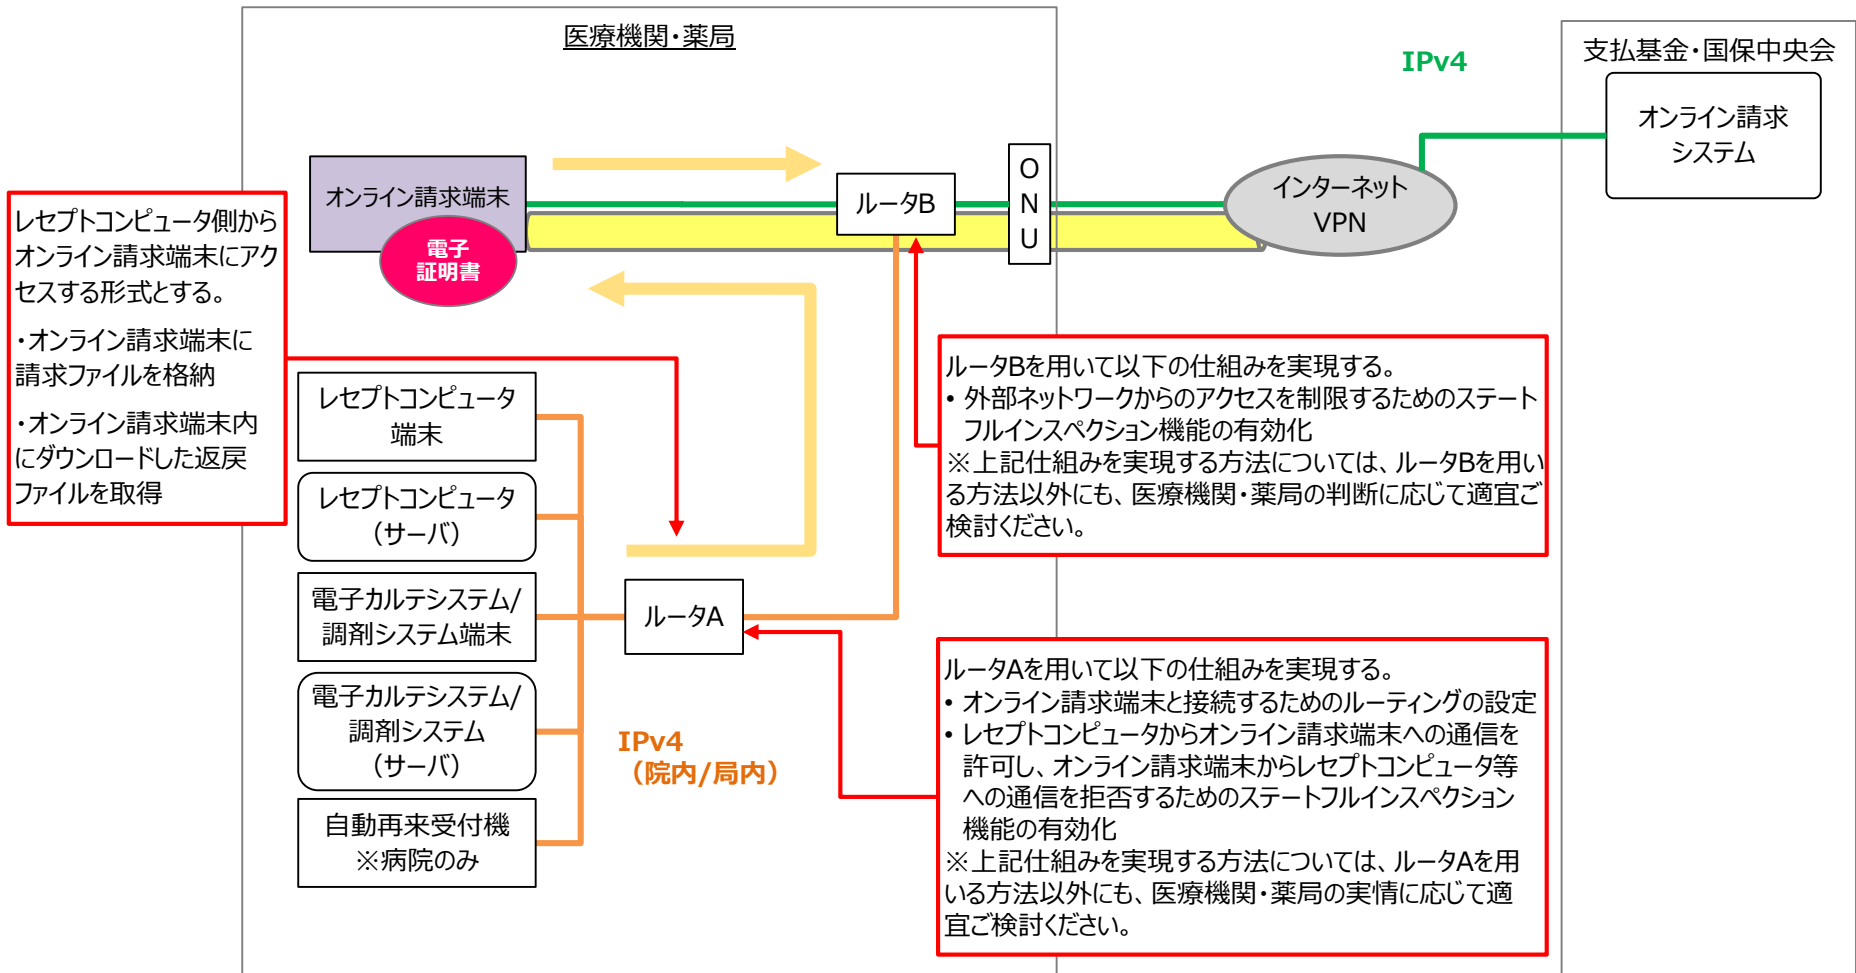 医療機関・薬局
IPv4
支払基金・国保中央会
オンライン請求
システム
オンライン請求端末
電子
証明書
ルータB
O
N
U
インターネット
VPN
レセプトコンピュータ側から
オンライン請求端末にアク
セスする形式とする。
・オンライン請求端末に
請求ファイルを格納
・オンライン請求端末内
にダウンロードした返戻
ファイルを取得
ルータBを用いて以下の仕組みを実現する。
• 外部ネットワークからのアクセスを制限するためのステート
フルインスペクション機能の有効化
※上記仕組みを実現する方法については、ルータBを用い
る方法以外にも、医療機関・薬局の判断に応じて適宜ご
検討ください。
レセプトコンピュータ
端末
レセプトコンピュータ
（サーバ）
電子カルテシステム/
調剤システム端末
電子カルテシステム/
調剤システム
（サーバ）
自動再来受付機
※病院のみ
ルータA
IPv4
（院内/局内）
ルータAを用いて以下の仕組みを実現する。
• オンライン請求端末と接続するためのルーティングの設定
• レセプトコンピュータからオンライン請求端末への通信を
許可し、オンライン請求端末からレセプトコンピュータ等
への通信を拒否するためのステートフルインスペクション
機能の有効化
※上記仕組みを実現する方法については、ルータAを用
いる方法以外にも、医療機関・薬局の実情に応じて適
宜ご検討ください。